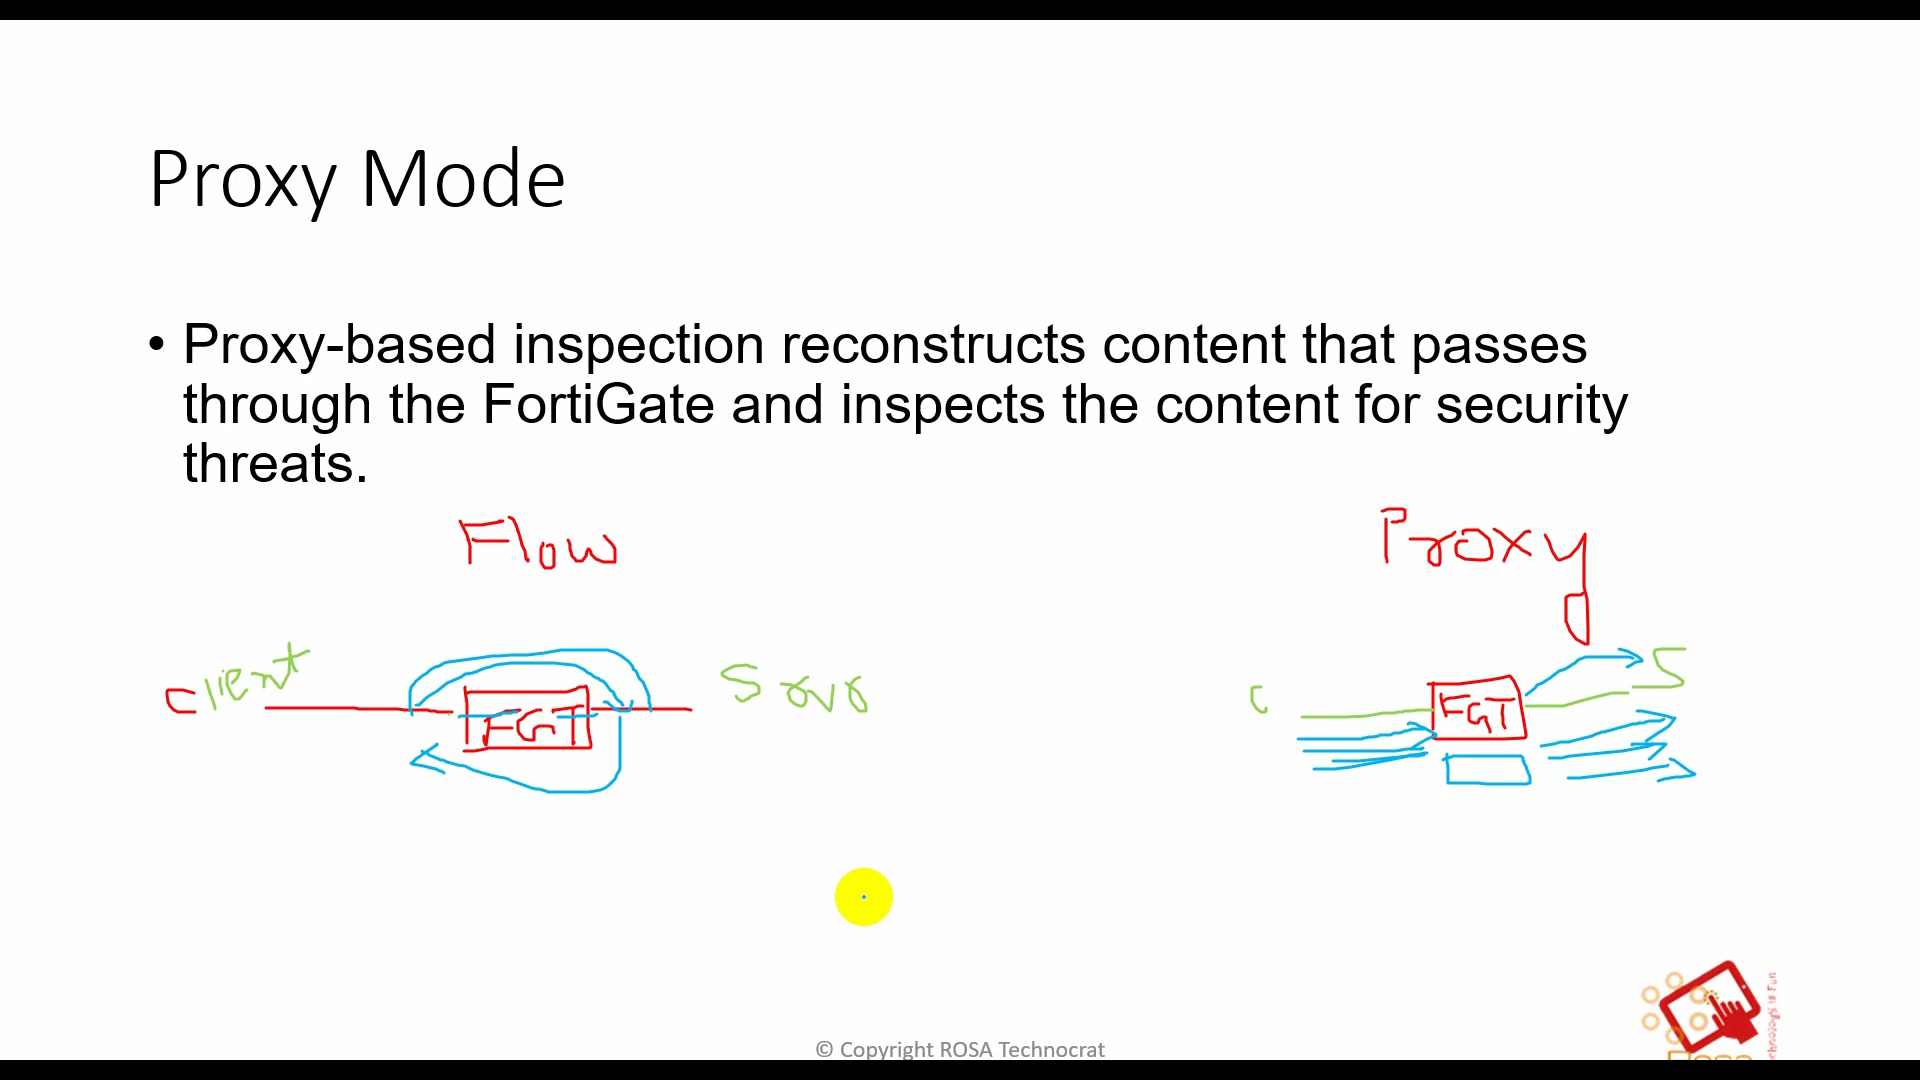 Proxy Mode
• Proxy-based inspection reconstructs content that passes
through the FortiGate and inspects the content for security
threats.
Flow
Proxy
Client
FGT
C
FGT
S
© Copyright ROSA Technocrat